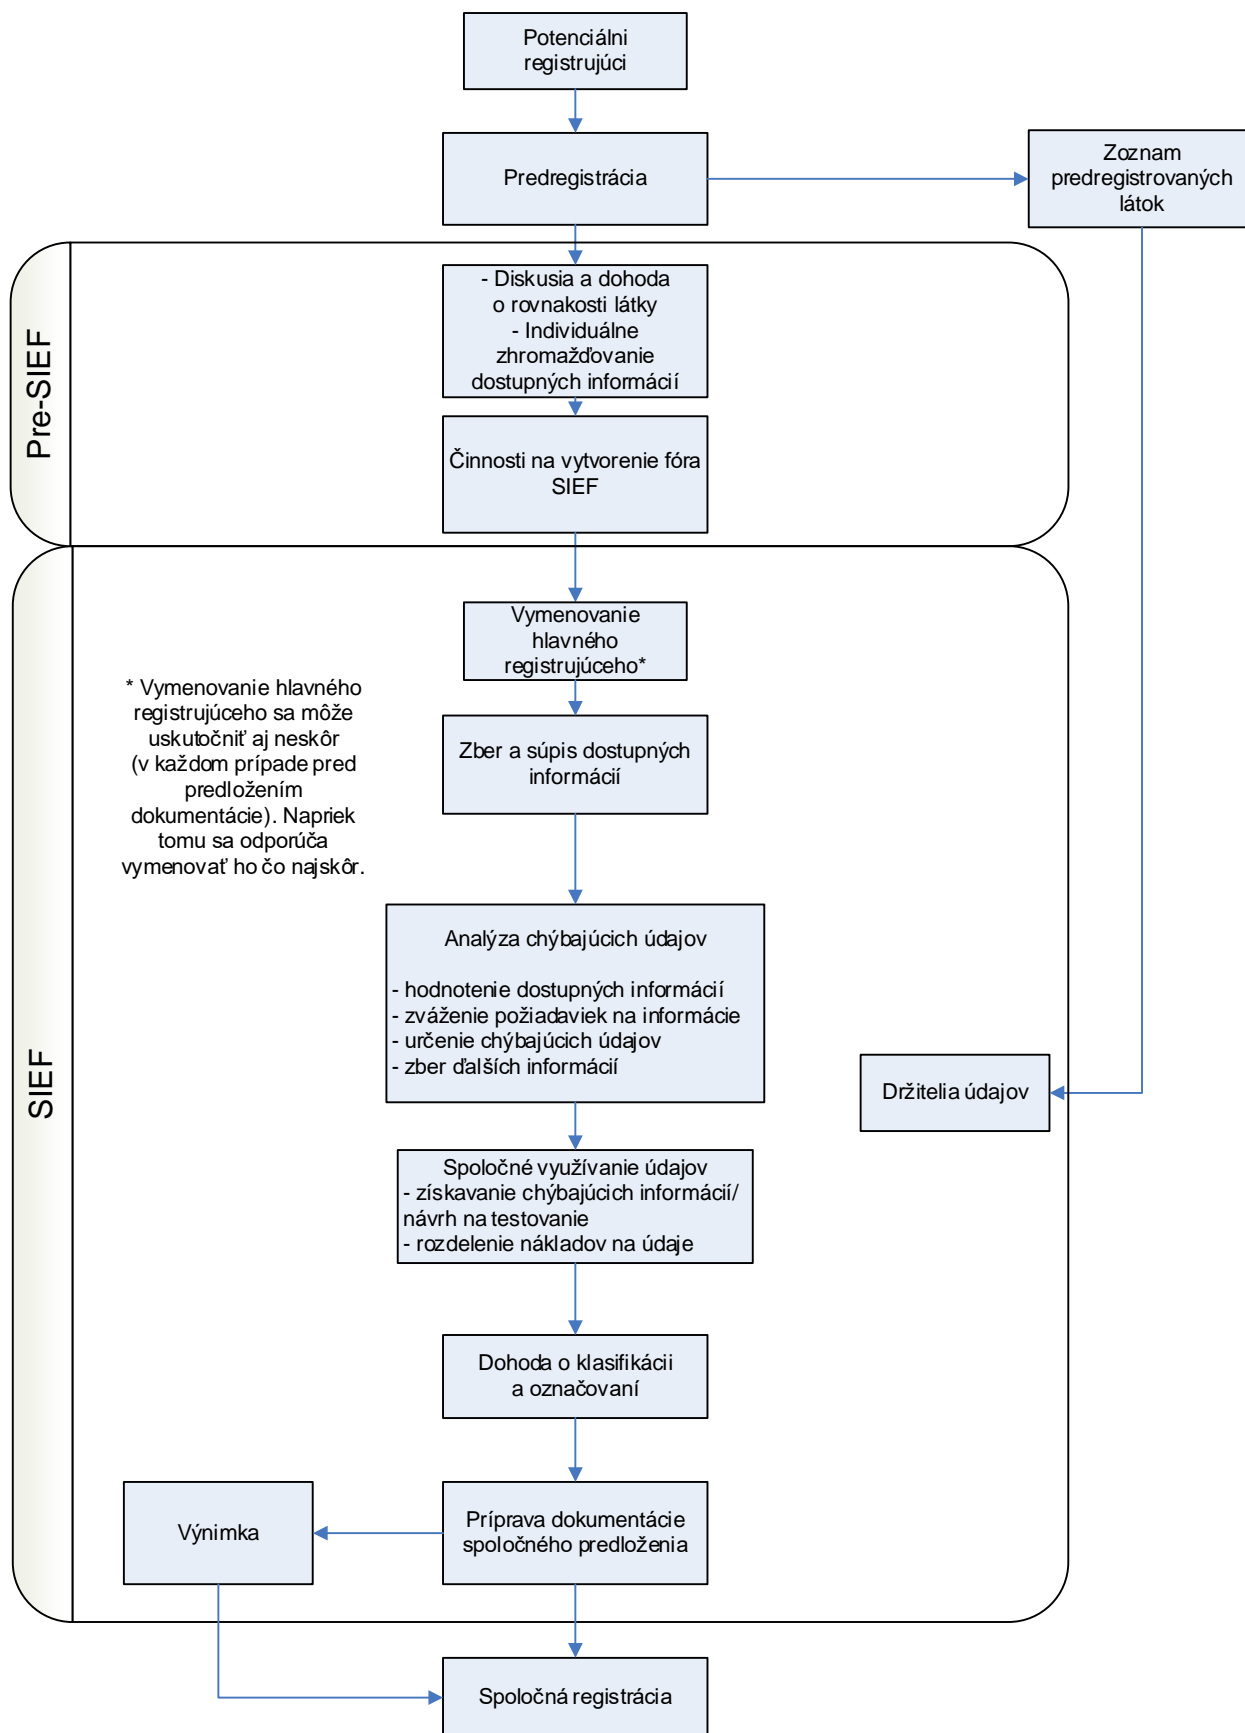 Potenciálni
registrujúci
Predregistrácia
Zoznam
predregistrovaných
látok
Pre-SIEF
- Diskusia a dohoda
o rovnakosti látky
- Individuálne
zhromažďovanie
dostupných informácií
Činnosti na vytvorenie fóra
SIEF
SIEF
Vymenovanie
hlavného
registrujúceho*
* Vymenovanie hlavného
registrujúceho sa môže
uskutočniť aj neskôr
(v každom prípade pred
predložením
dokumentácie). Napriek
tomu sa odporúča
vymenovať ho čo najskôr.
Zber a súpis dostupných
informácií
Analýza chýbajúcich údajov
- hodnotenie dostupných informácií
- zváženie požiadaviek na informácie
- určenie chýbajúcich údajov
- zber ďalších informácií
Držitelia údajov
Spoločné využívanie údajov
- získavanie chýbajúcich informácií/
návrh na testovanie
- rozdelenie nákladov na údaje
Dohoda o klasifikácii
a označovaní
Výnimka
Príprava dokumentácie
spoločného predloženia
Spoločná registrácia